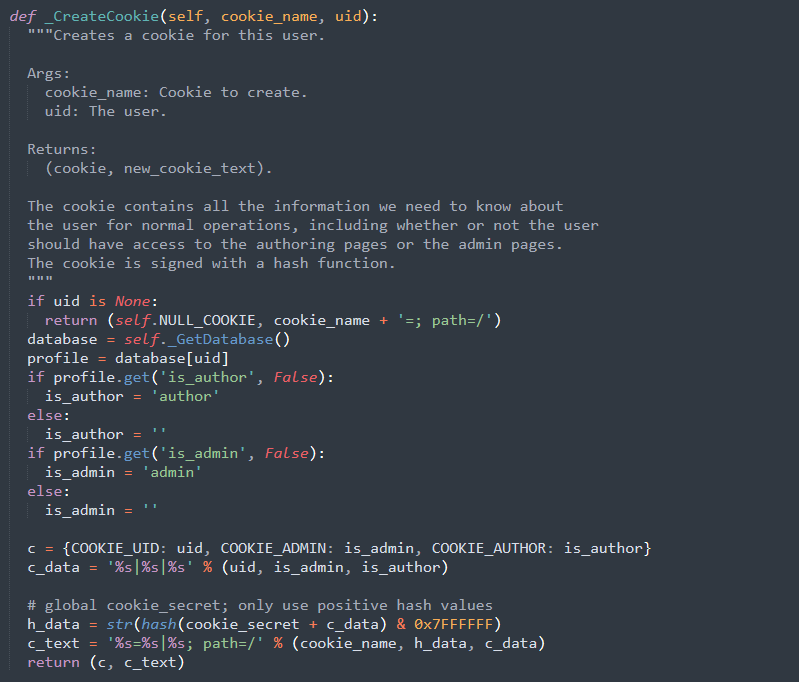 def _CreateCookie(self, cookie_name, uid):
"""Creates a cookie for this user.
Args:
cookie_name: Cookie to create.
uid: The user.
Returns:
(cookie, new_cookie_text).
The cookie contains all the information we need to know about
the user for normal operations, including whether or not the user
should have access to the authoring pages or the admin pages.
The cookie is signed with a hash function.
"""
if uid is None:
return (self.NULL_COOKIE, cookie_name + '=; path=/')
database = self._GetDatabase()
profile = database[uid]
if profile.get('is_author', False):
is_author = 'author'
else:
is_author = ''
if profile.get('is_admin', False):
is_admin = 'admin'
else:
is_admin = ''
c = {COOKIE_UID: uid, COOKIE_ADMIN: is_admin, COOKIE_AUTHOR: is_author}
c_data = '%s|%s|%s' % (uid, is_admin, is_author)
# global cookie_secret; only use positive hash values
h_data = str(hash(cookie_secret + c_data) & 0x7FFFFFF)
c_text = '%s=%s|%s; path=/' % (cookie_name, h_data, c_data)
return (c, c_text)